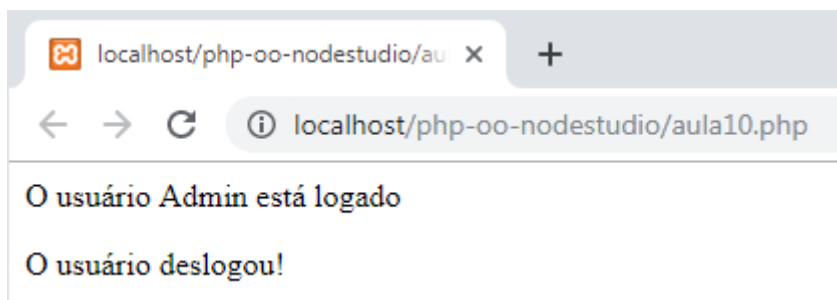 localhost/php-oo-nodestudio/au
localhost/php-oo-nodestudio/aula10.php
O usuário Admin está logado
O usuário deslogou!